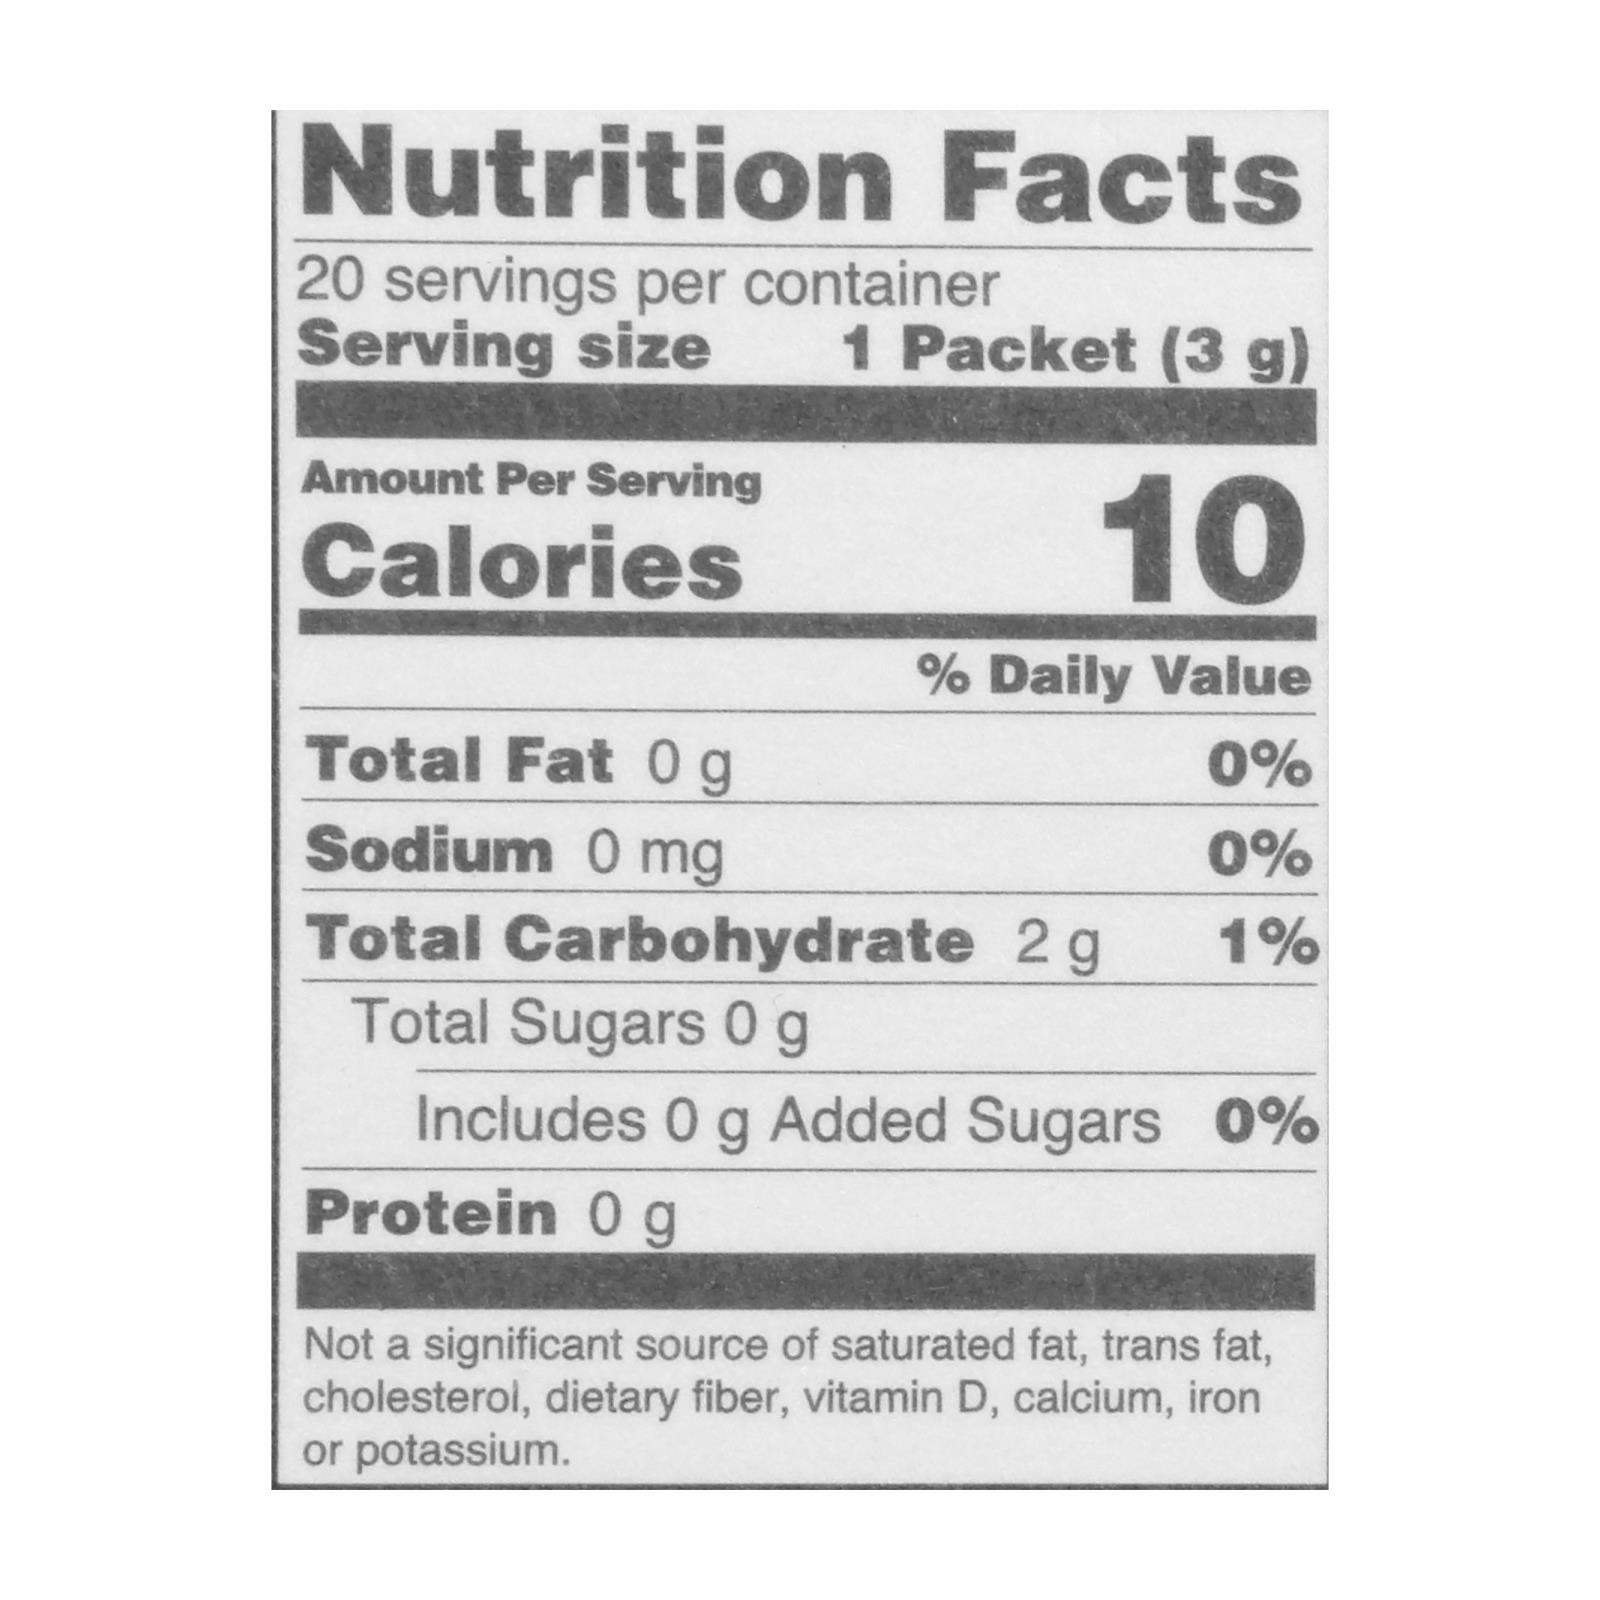 Nutrition Facts
20 servings per container
Serving size 1 Packet (3 g)
Amount Per Serving
Calories 10
% Daily Value
Total Fat 0 g 0%
Sodium 0 mg 0%
Total Carbohydrate 2 g 1%
Total Sugars 0 g
Includes 0 g Added Sugars 0%
Protein 0 g
Not a significant source of saturated fat, trans fat,
cholesterol, dietary fiber, vitamin D, calcium, iron
or potassium.